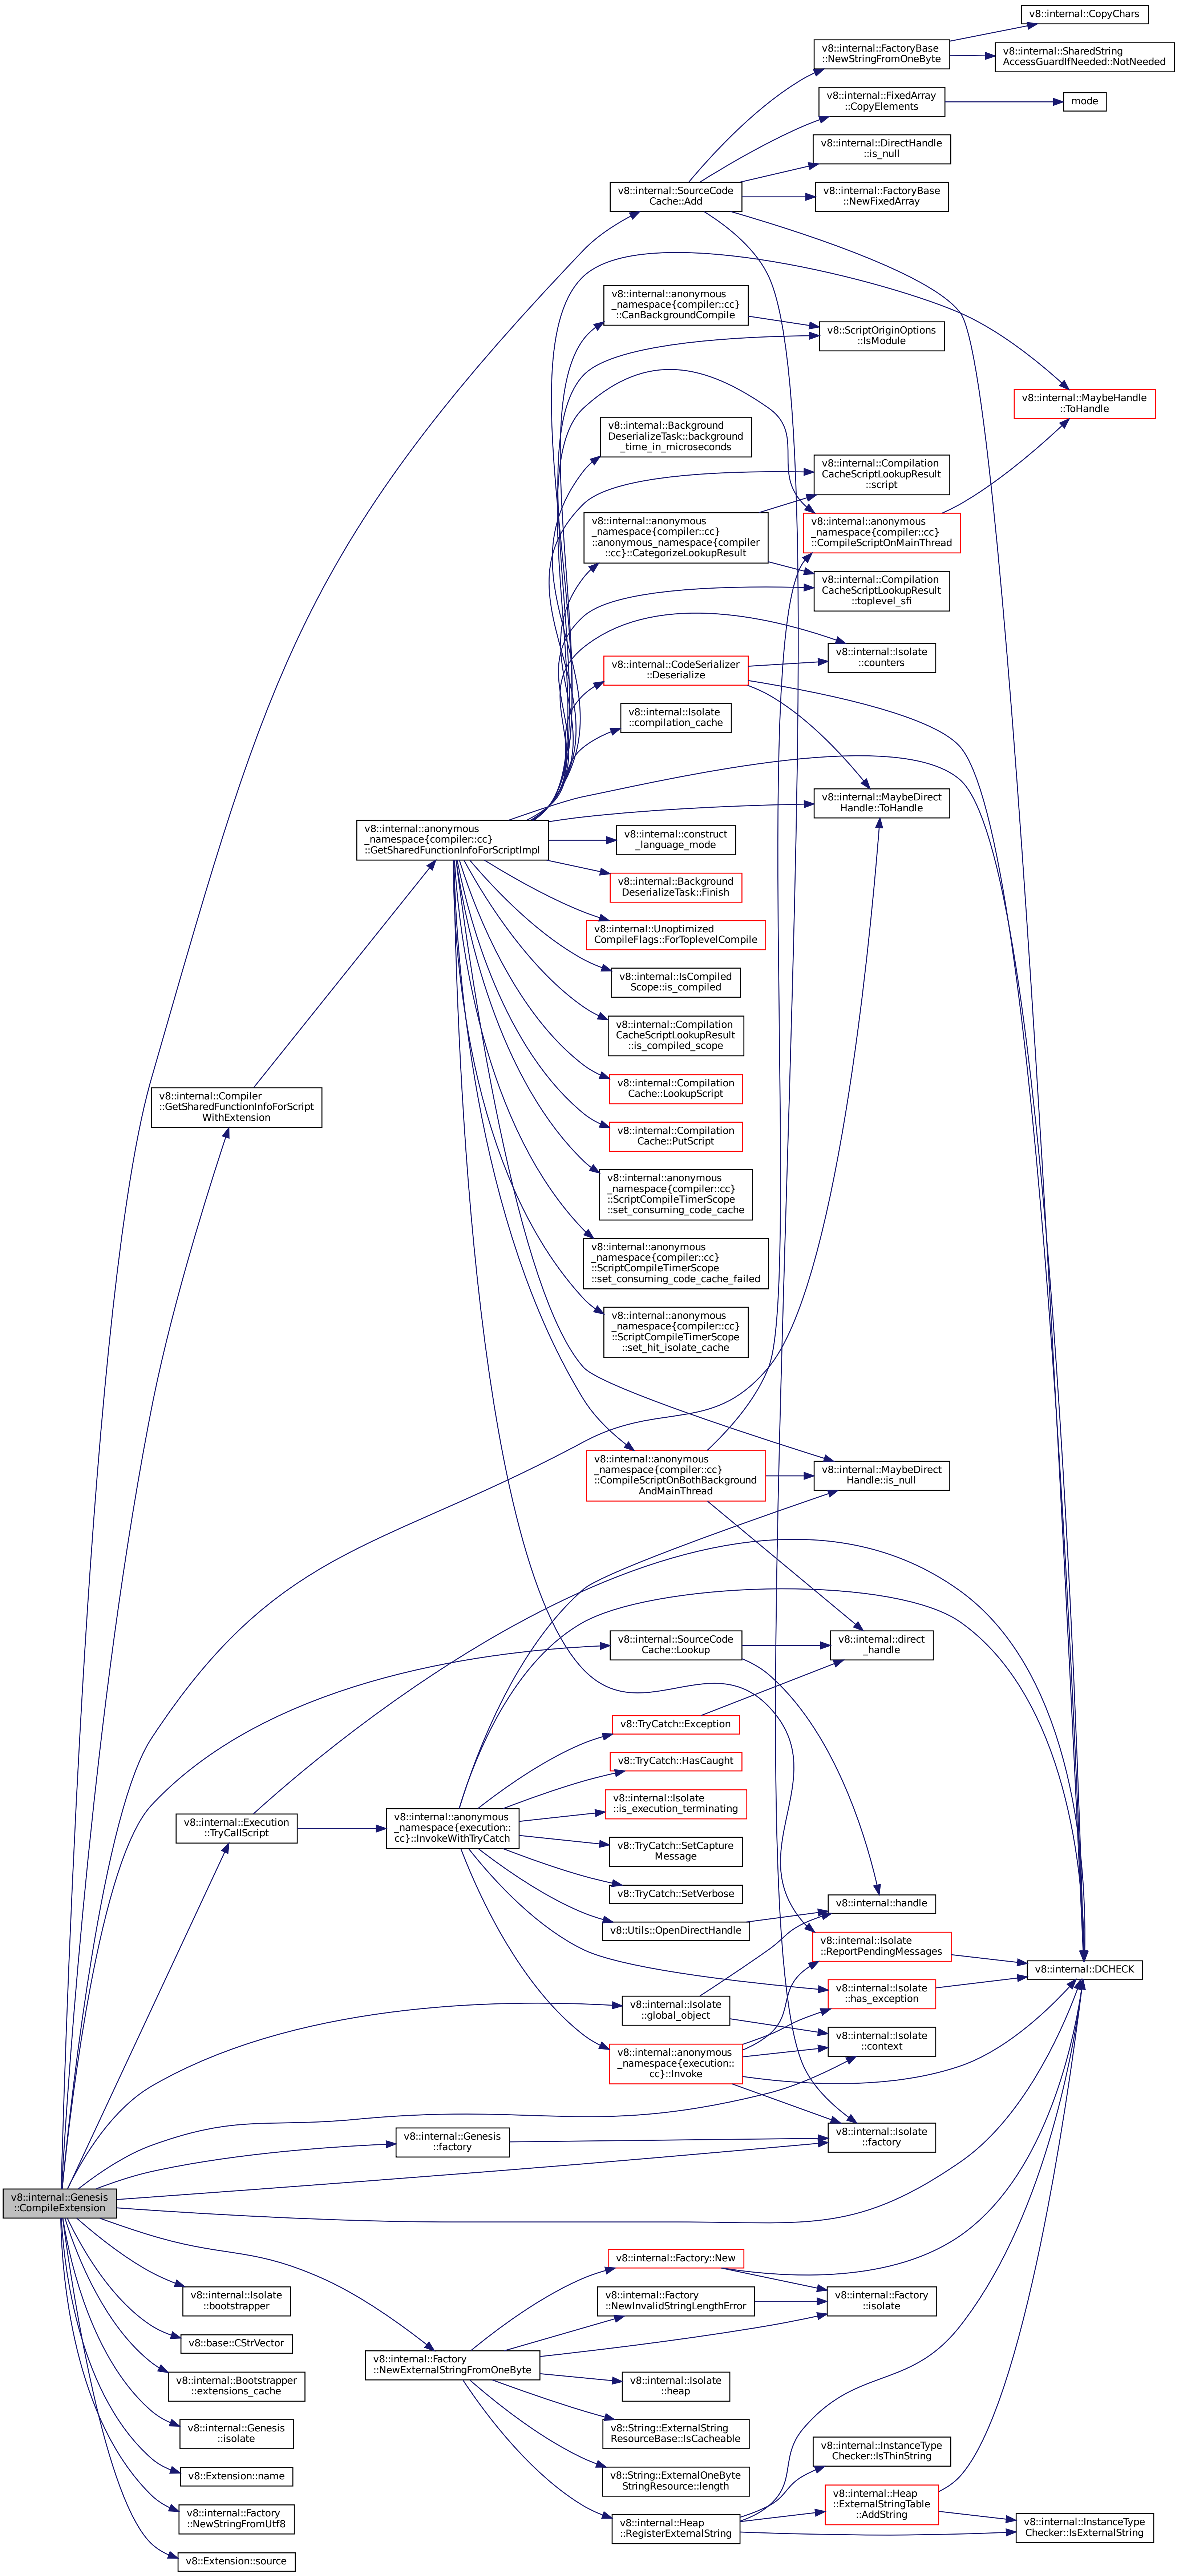 v8::internal::CopyChars
v8::internal::FactoryBase
::NewStringFromOneByte
v8::internal::SharedString
AccessGuardIfNeeded::NotNeeded
v8::internal::FixedArray
::CopyElements
mode
v8::internal::DirectHandle
::is_null
v8::internal::SourceCode
Cache::Add
v8::internal::FactoryBase
::NewFixedArray
v8::internal::anonymous
_namespace{compiler::cc}
::CanBackgroundCompile
v8::ScriptOriginOptions
::IsModule
v8::internal::MaybeHandle
::ToHandle
v8::internal::Background
DeserializeTask::background
_time_in_microseconds
v8::internal::Compilation
CacheScriptLookupResult
::script
v8::internal::anonymous
_namespace{compiler::cc}
::anonymous_namespace{compiler
::cc}::CategorizeLookupResult
v8::internal::anonymous
_namespace{compiler::cc}
::CompileScriptOnMainThread
v8::internal::Compilation
CacheScriptLookupResult
::toplevel_sfi
v8::internal::Isolate
::counters
v8::internal::CodeSerializer
::Deserialize
v8::internal::Isolate
::compilation_cache
v8::internal::MaybeDirect
Handle::ToHandle
v8::internal::anonymous
_namespace{compiler::cc}
::GetSharedFunctionInfoForScriptImpl
v8::internal::construct
_language_mode
v8::internal::Background
DeserializeTask::Finish
v8::internal::Unoptimized
CompileFlags::ForToplevelCompile
v8::internal::IsCompiled
Scope::is_compiled
v8::internal::Compilation
CacheScriptLookupResult
::is_compiled_scope
v8::internal::Compiler
::GetSharedFunctionInfoForScript
WithExtension
v8::internal::Compilation
Cache::LookupScript
v8::internal::Compilation
Cache::PutScript
v8::internal::anonymous
_namespace{compiler::cc}
::ScriptCompileTimerScope
::set_consuming_code_cache
v8::internal::anonymous
_namespace{compiler::cc}
::ScriptCompileTimerScope
::set_consuming_code_cache_failed
v8::internal::anonymous
_namespace{compiler::cc}
::ScriptCompileTimerScope
::set_hit_isolate_cache
v8::internal::anonymous
_namespace{compiler::cc}
::CompileScriptOnBothBackground
AndMainThread
v8::internal::MaybeDirect
Handle::is_null
v8::internal::SourceCode
Cache::Lookup
v8::internal::direct
_handle
v8::TryCatch::Exception
v8::TryCatch::HasCaught
v8::internal::Isolate
::is_execution_terminating
v8::internal::Execution
::TryCallScript
v8::internal::anonymous
_namespace{execution::
cc}::InvokeWithTryCatch
v8::TryCatch::SetCapture
Message
v8::TryCatch::SetVerbose
v8::internal::handle
v8::Utils::OpenDirectHandle
v8::internal::Isolate
::ReportPendingMessages
v8::internal::DCHECK
v8::internal::Isolate
::has_exception
v8::internal::Isolate
::global_object
v8::internal::Isolate
::context
v8::internal::anonymous
_namespace{execution::
cc}::Invoke
v8::internal::Genesis
::factory
v8::internal::Isolate
::factory
v8::internal::Genesis
::CompileExtension
v8::internal::Factory::New
v8::internal::Isolate
::bootstrapper
v8::internal::Factory
::NewInvalidStringLengthError
v8::internal::Factory
::isolate
v8::base::CStrVector
v8::internal::Factory
::NewExternalStringFromOneByte
v8::internal::Bootstrapper
::extensions_cache
v8::internal::Isolate
::heap
v8::internal::Genesis
::isolate
v8::String::ExternalString
ResourceBase::IsCacheable
v8::internal::InstanceType
Checker::IsThinString
v8::Extension::name
v8::String::ExternalOneByte
StringResource::length
v8::internal::Heap
::ExternalStringTable
::AddString
v8::internal::Factory
::NewStringFromUtf8
v8::internal::Heap
::RegisterExternalString
v8::internal::InstanceType
Checker::IsExternalString
v8::Extension::source